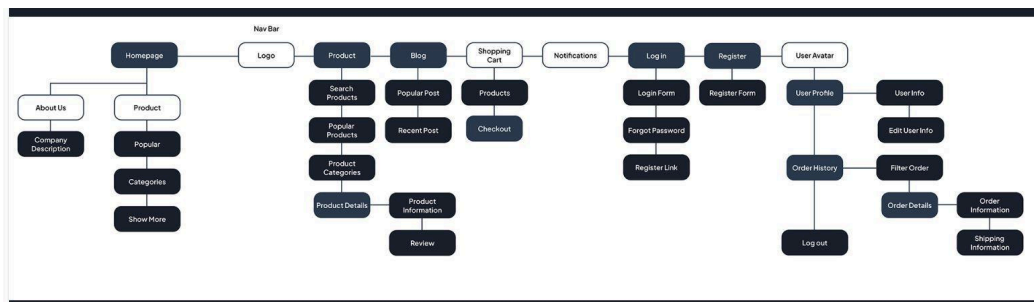 Nav Bar
Homepage
Logo
Product
Blog
Shopping
Cart
Notifications
Log in
Register
User Avatar
About Us
Company
Description
Product
Popular
Categories
Show More
Search
Products
Popular
Products
Product
Categories
Product Details
Product
Information
Review
Popular Post
Recent Post
Products
Checkout
Login Form
Forgot Password
Register Link
Register Form
User Profile
User Info
Edit User Info
Order History
Filter Order
Order Details
Order
Information
Shipping
Information
Log out